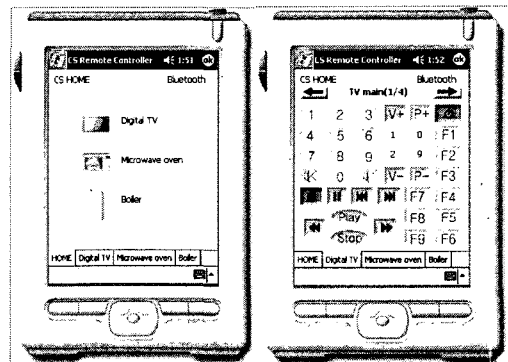 CS Remote Controller 1:51 ok
CS HOME Bluetooth
Digital TV
Microwave oven
Boiler
HOME Digital TV Microwave oven Boiler
CS Remote Controller 1:52 ok
CS HOME Bluetooth
TV main(1/4)
1 2 3 V+ P+
4 5 6 1 0 F1
7 8 9 2 9 F2
0 V- P- F3
F7 F4
Play F8 F5
Stop F9 F6
HOME Digital TV Microwave oven Boiler